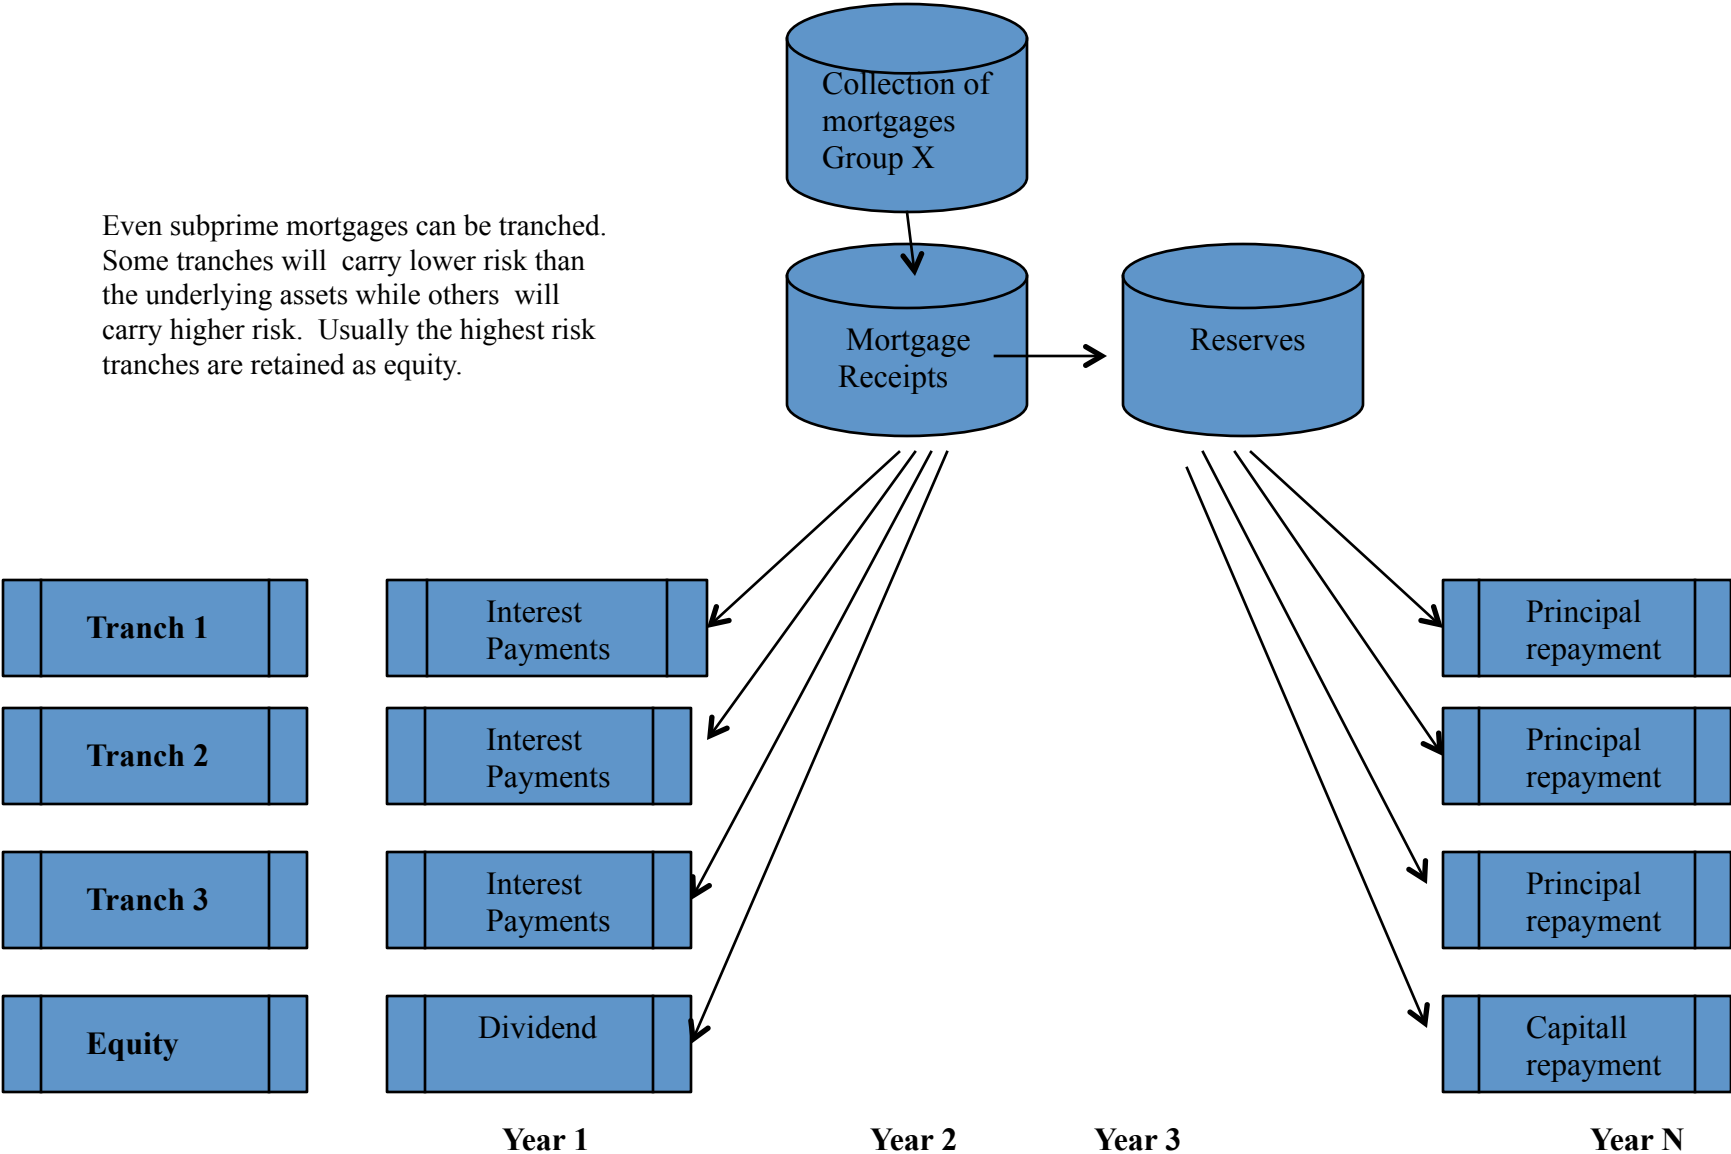 Collection of
mortgages
Group X
Even subprime mortgages can be tranched.
Some tranches will carry lower risk than
the underlying assets while others will
carry higher risk. Usually the highest risk
tranches are retained as equity.
Mortgage
Receipts
Reserves
Tranch 1
Interest
Payments
Principal
repayment
Tranch 2
Interest
Payments
Principal
repayment
Tranch 3
Interest
Payments
Principal
repayment
Equity
Dividend
Capitall
repayment
Year 1
Year 2
Year 3
Year N